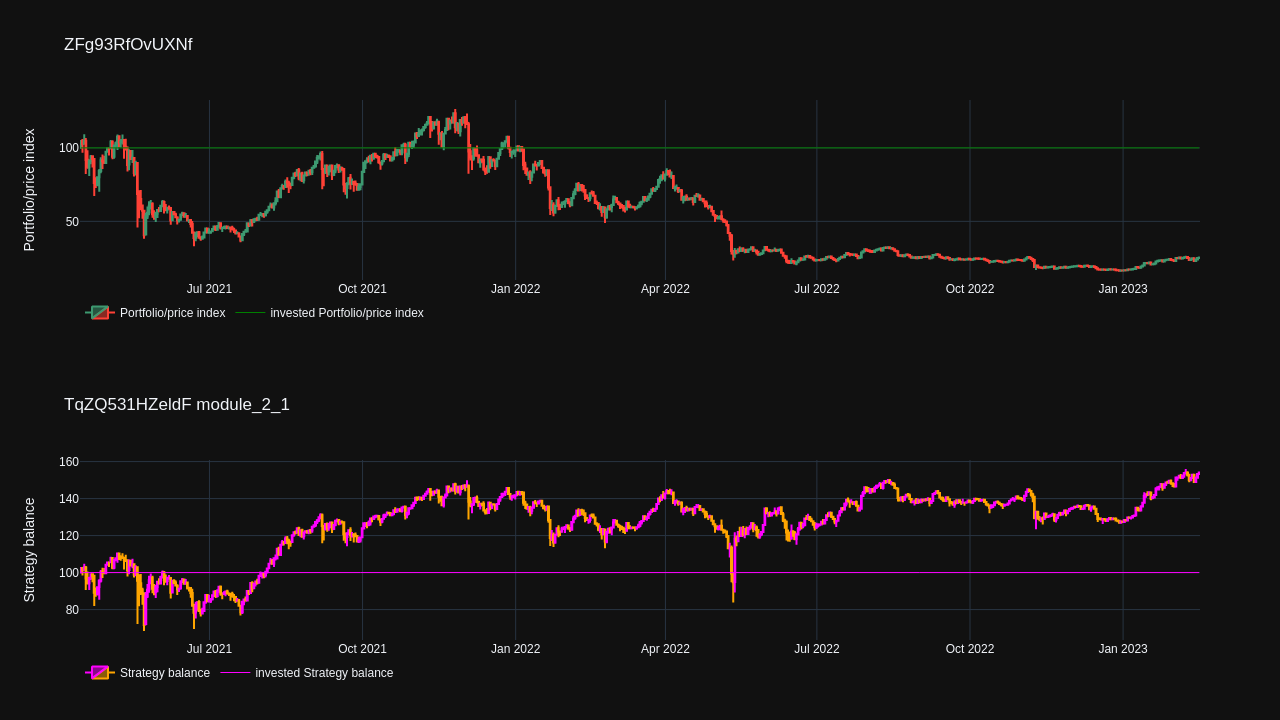 ZFg93RfOvUXNf
Portfolio/price index
100
50
Jul 2021
Oct 2021
Jan 2022
Apr 2022
Jul 2022
Oct 2022
Jan 2023
Portfolio/price index
invested Portfolio/price index
TqZQ531HZeldF module_2_1
Strategy balance
160
140
120
100
80
Jul 2021
Oct 2021
Jan 2022
Apr 2022
Jul 2022
Oct 2022
Jan 2023
Strategy balance
invested Strategy balance